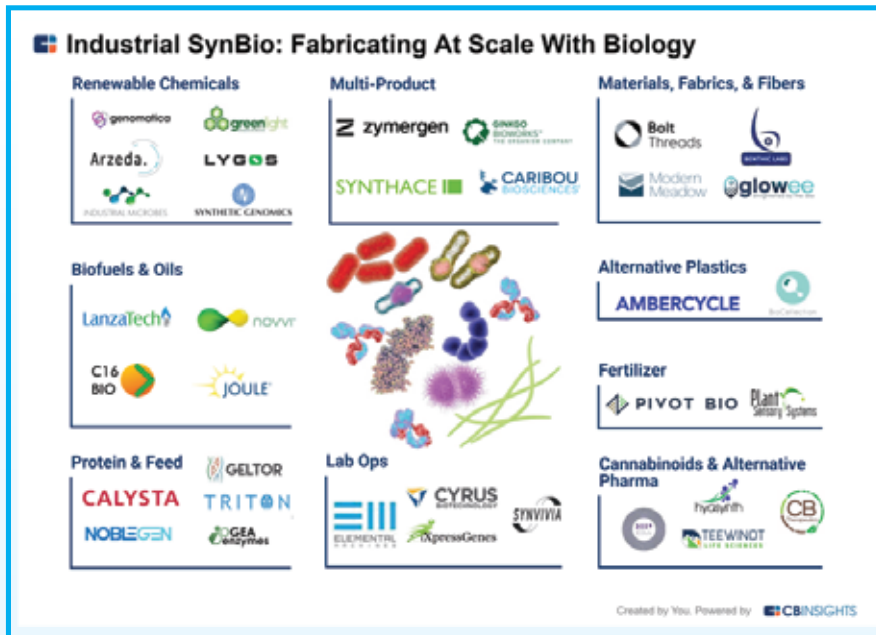 Industrial SynBio: Fabricating At Scale With Biology
Renewable Chemicals
genomatica
greenlight
Arzeda.
LYGOS
INDUSTRIAL MICROBES
SYNTHETIC GENOMICS
Multi-Product
zymergen
GINKGO
BIOWORKS
THE ORGANISM COMPANY
SYNTHACE
CARIBOU
BIOSCIENCES
Materials, Fabrics, & Fibers
Bolt
Threads
BENTHIC LABS
Modern
Meadow
glowee
Biofuels & Oils
LanzaTech
novvi
C16
BIO
JOULE
Alternative Plastics
AMBERCYCLE
BioCellection
Fertilizer
PIVOT BIO
Plant
Sensory Systems
Protein & Feed
GELTOR
CALYSTA
TRITON
NOBLEGEN
GEA
enzymes
Lab Ops
ELEMENTAL
MACHINES
CYRUS
BIOTECHNOLOGY
iXpressGenes
SYNVIVIA
Cannabinoids & Alternative
Pharma
hyasynth
TEEWINOT
LIFE SCIENCES
CB
Therapeutics
Created by You. Powered by
CBINSIGHTS